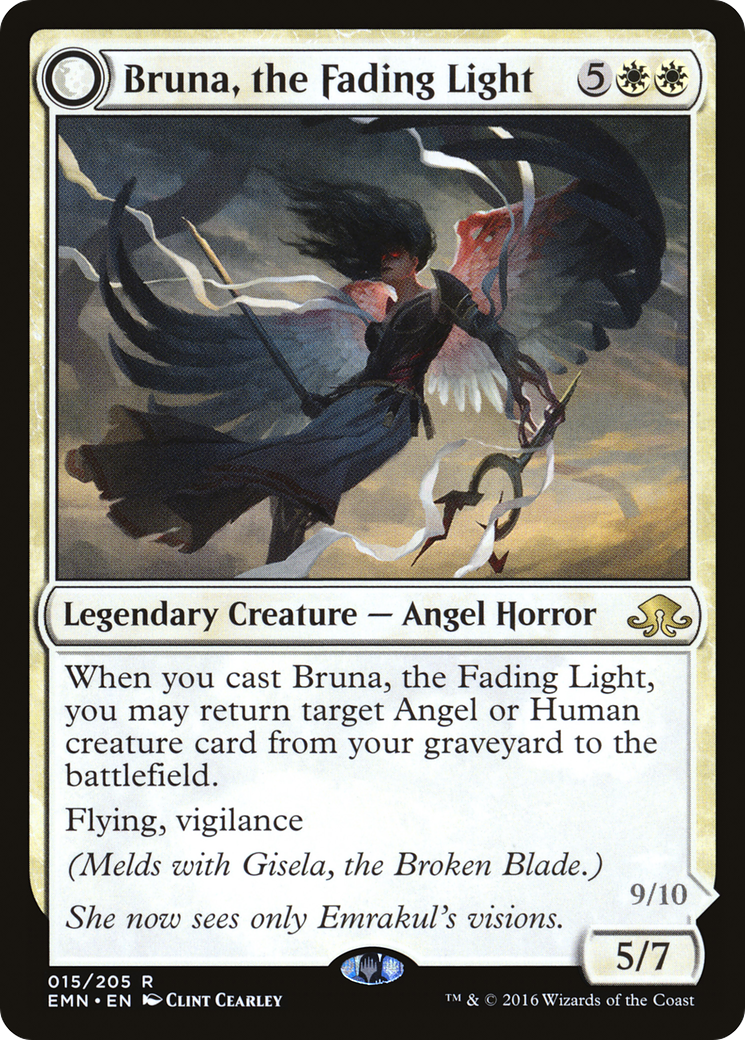 Bruna, the Fading Light 5
Legendary Creature — Angel Horror
When you cast Bruna, the Fading Light,
you may return target Angel or Human
creature card from your graveyard to the
battlefield.
Flying, vigilance
(Melds with Gisela, the Broken Blade.)
She now sees only Emrakul's visions.
9/10
5/7
015/205 R
EMN • EN CLINT CEARLEY
™ & © 2016 Wizards of the Coast